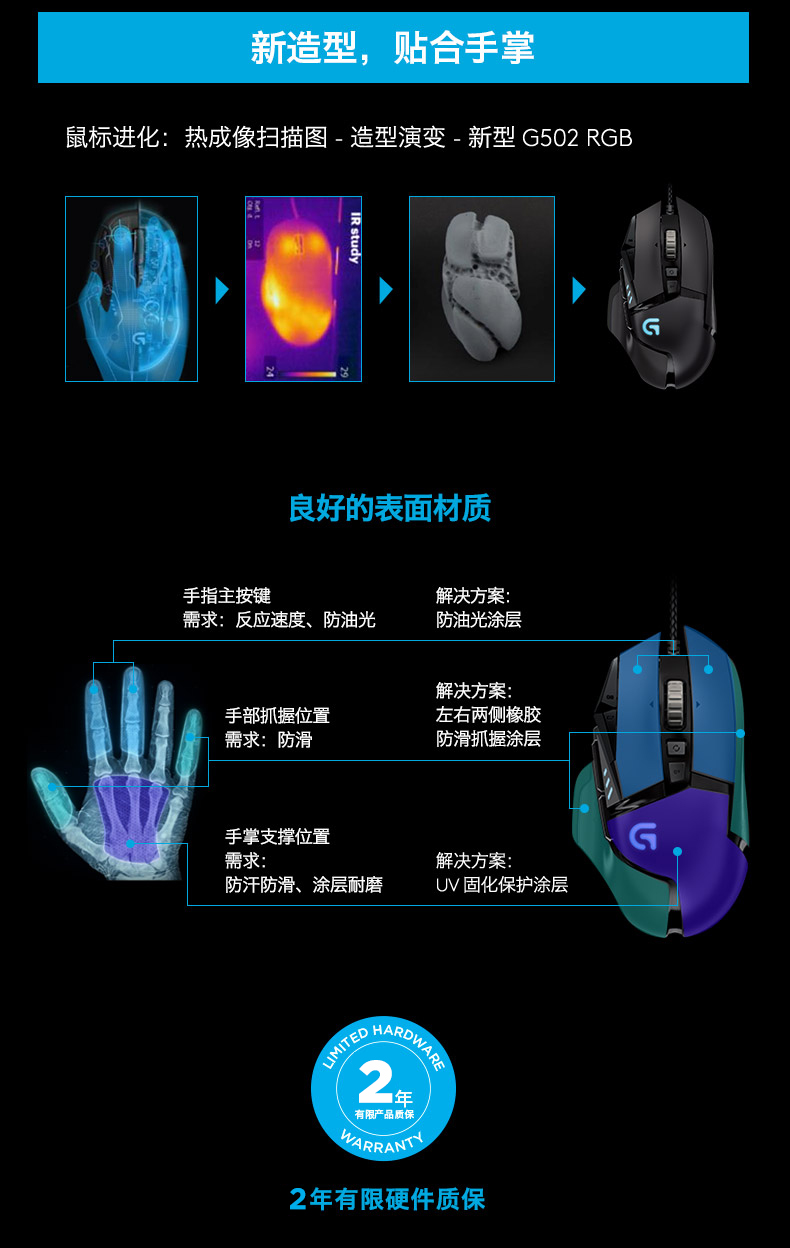 新造型，贴合手掌
鼠标进化：热成像扫描图 - 造型演变 - 新型 G502 RGB
IR study
24
29
良好的表面材质
手指主按键
需求：反应速度、防油光
解决方案：
防油光涂层
手部抓握位置
需求：防滑
解决方案：
左右两侧橡胶
防滑抓握涂层
手掌支撑位置
需求：
防汗防滑、涂层耐磨
解决方案：
UV 固化保护涂层
LIMITED HARDWARE
2年
有限产品质保
WARRANTY
2年有限硬件质保